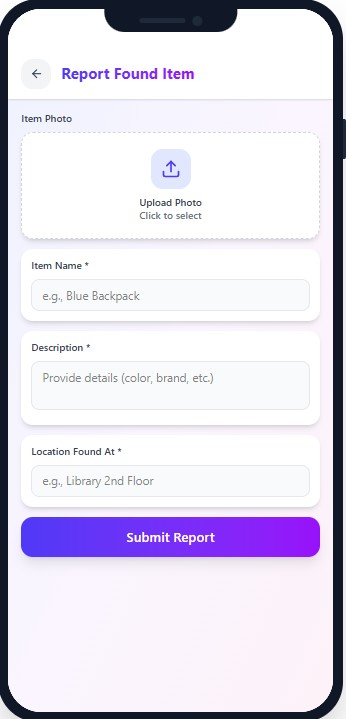 Report Found Item
Item Photo
Upload Photo
Click to select
Item Name *
e.g., Blue Backpack
Description *
Provide details (color, brand, etc.)
Location Found At *
e.g., Library 2nd Floor
Submit Report